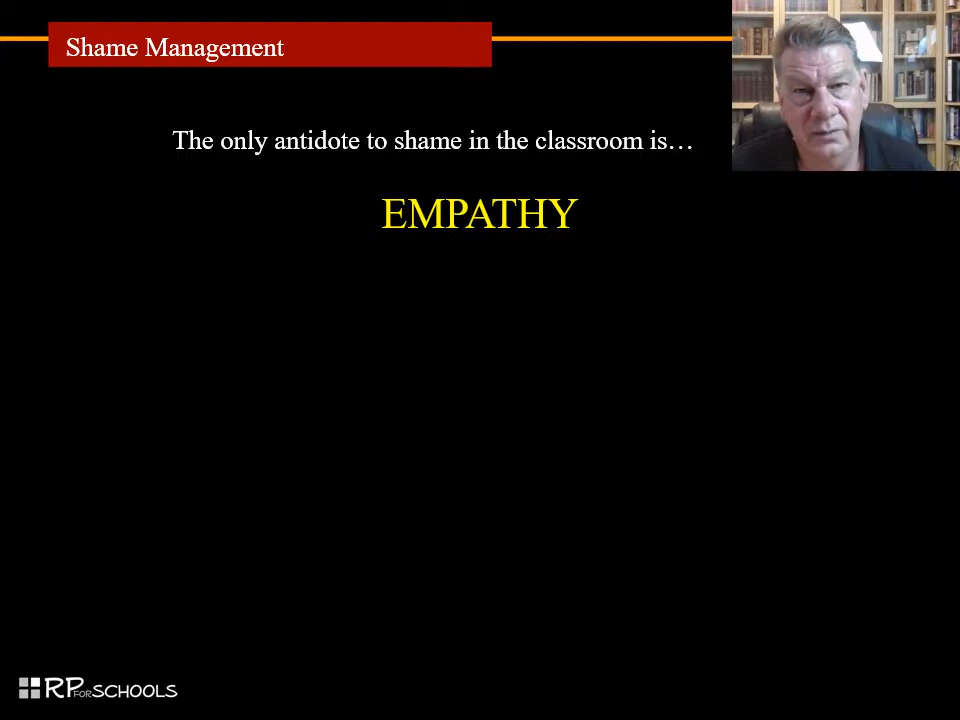 Shame Management
The only antidote to shame in the classroom is…
EMPATHY
RP FOR SCHOOLS